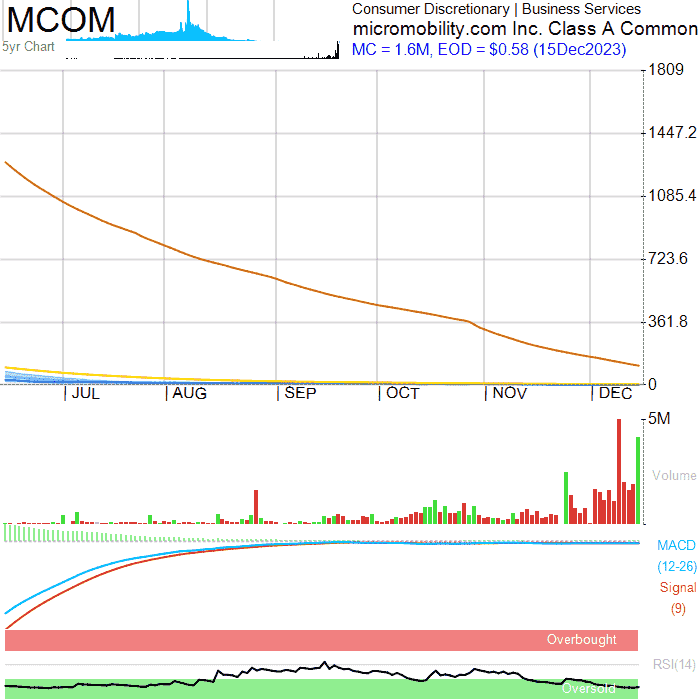 MCOM
5yr Chart
Consumer Discretionary | Business Services
micromobility.com Inc. Class A Common
MC = 1.6M, EOD = $0.58 (15Dec2023)
1809
1447.2
1085.4
723.6
361.8
0
JUL AUG SEP OCT NOV DEC
5M
Volume
MACD
(12-26)
Signal
(9)
Overbought
RSI(14)
Oversold